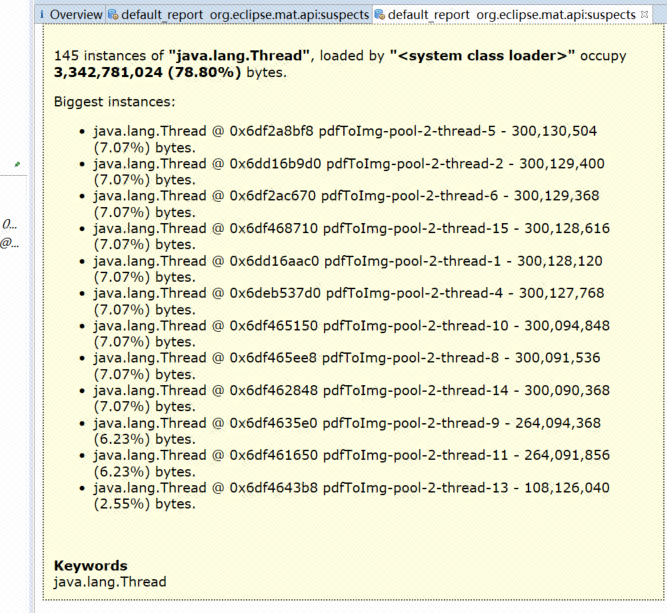 Overview default_report org.eclipse.mat.api:suspects default_report org.eclipse.mat.api:suspects
145 instances of "java.lang.Thread", loaded by "<system class loader>" occupy
3,342,781,024 (78.80%) bytes.
Biggest instances:
• java.lang.Thread @ 0x6df2a8bf8 pdfToImg-pool-2-thread-5 - 300,130,504
(7.07%) bytes.
• java.lang.Thread @ 0x6dd16b9d0 pdfToImg-pool-2-thread-2 - 300,129,400
(7.07%) bytes.
• java.lang.Thread @ 0x6df2ac670 pdfToImg-pool-2-thread-6 - 300,129,368
(7.07%) bytes.
• java.lang.Thread @ 0x6df468710 pdfToImg-pool-2-thread-15 - 300,128,616
(7.07%) bytes.
• java.lang.Thread @ 0x6dd16aac0 pdfToImg-pool-2-thread-1 - 300,128,120
(7.07%) bytes.
• java.lang.Thread @ 0x6deb537d0 pdfToImg-pool-2-thread-4 - 300,127,768
(7.07%) bytes.
• java.lang.Thread @ 0x6df465150 pdfToImg-pool-2-thread-10 - 300,094,848
(7.07%) bytes.
• java.lang.Thread @ 0x6df465ee8 pdfToImg-pool-2-thread-8 - 300,091,536
(7.07%) bytes.
• java.lang.Thread @ 0x6df462848 pdfToImg-pool-2-thread-14 - 300,090,368
(7.07%) bytes.
• java.lang.Thread @ 0x6df4635e0 pdfToImg-pool-2-thread-9 - 264,094,368
(6.23%) bytes.
• java.lang.Thread @ 0x6df461650 pdfToImg-pool-2-thread-11 - 264,091,856
(6.23%) bytes.
• java.lang.Thread @ 0x6df4643b8 pdfToImg-pool-2-thread-13 - 108,126,040
(2.55%) bytes.
0...
@...
Keywords
java.lang.Thread